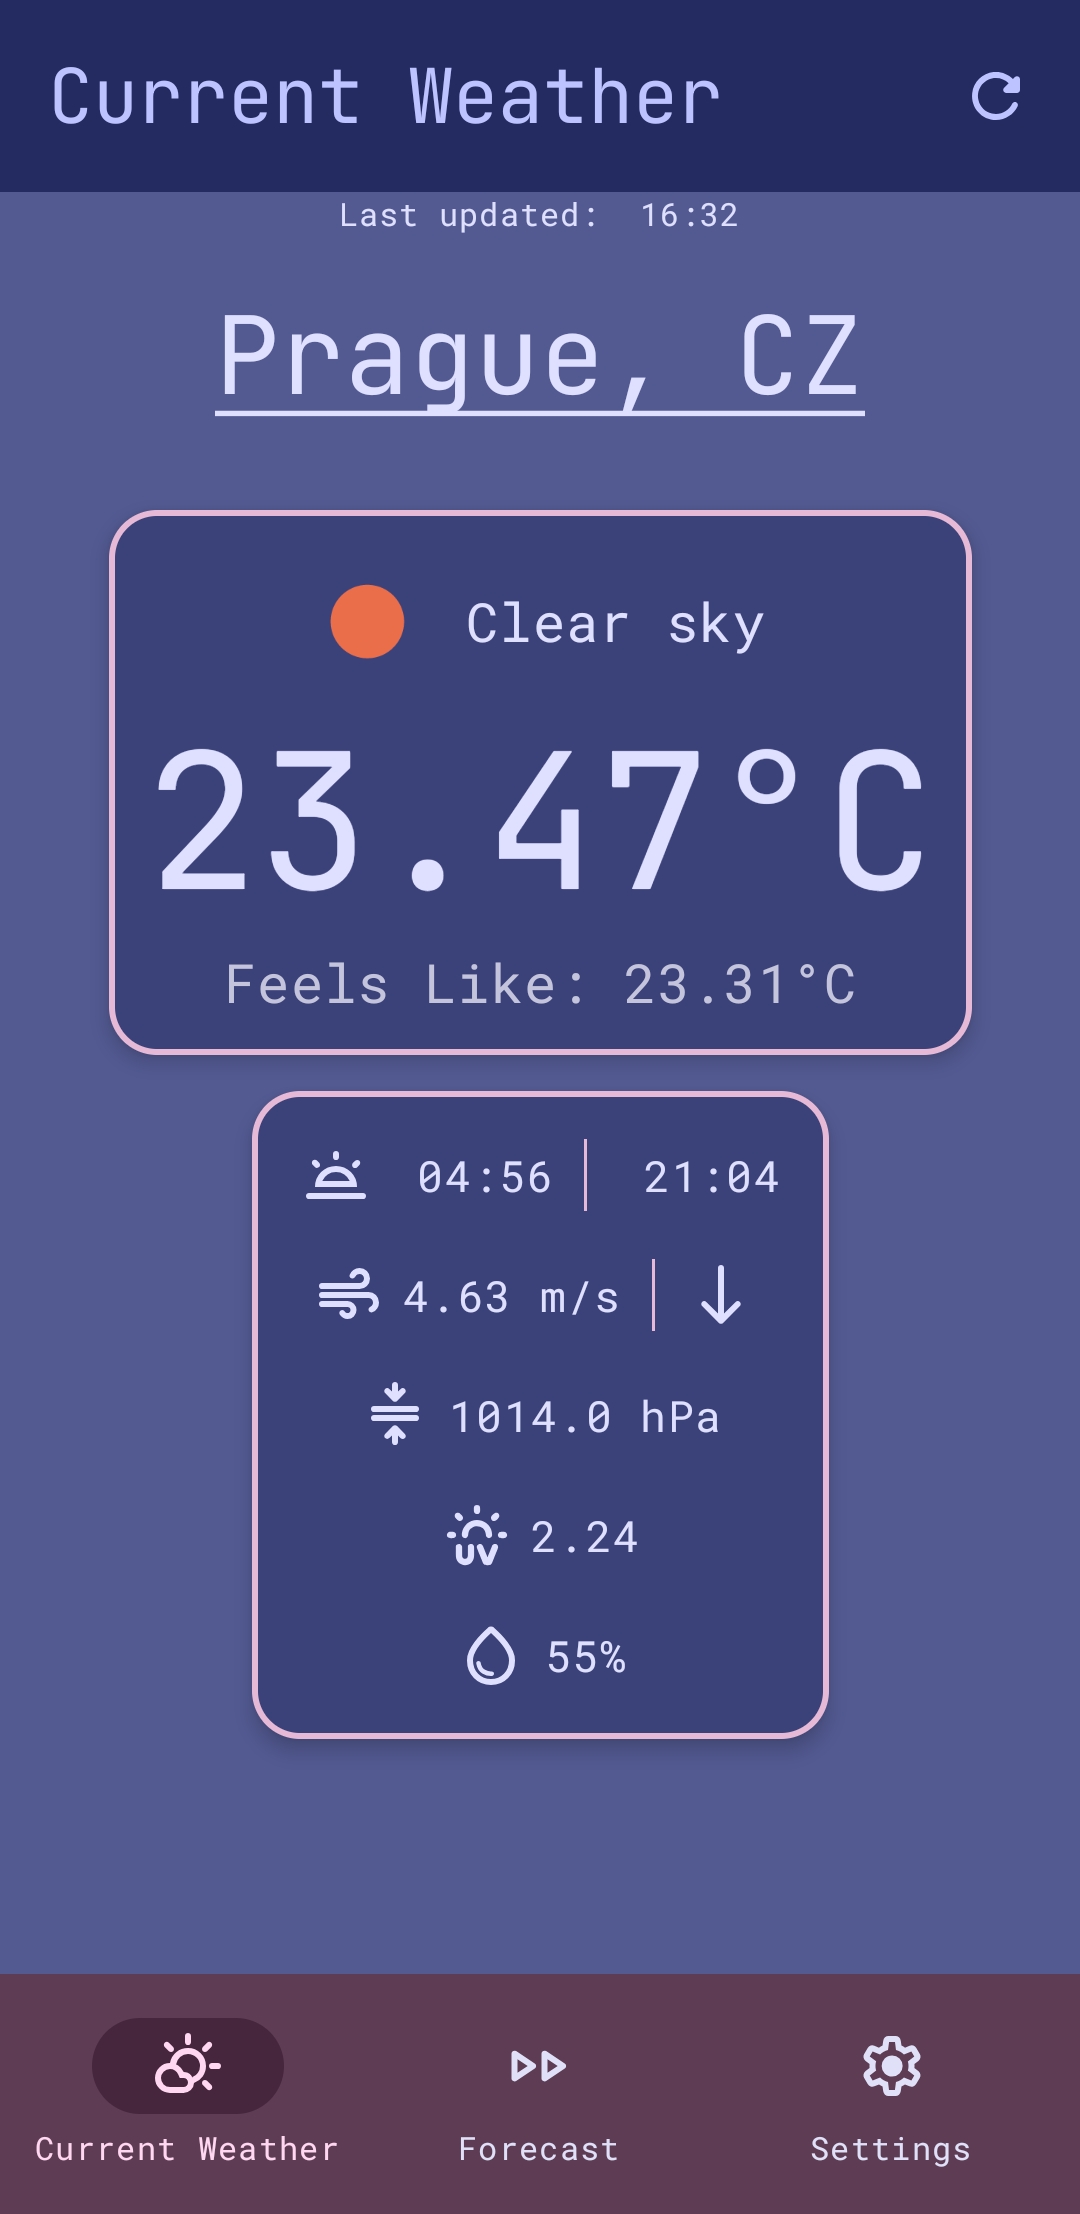 Current Weather
Last updated:  16:32
Prague, CZ
Clear sky
23.47°C
Feels Like: 23.31°C
04:56 21:04
4.63 m/s
1014.0 hPa
UV 2.24
55%
Current Weather Forecast Settings